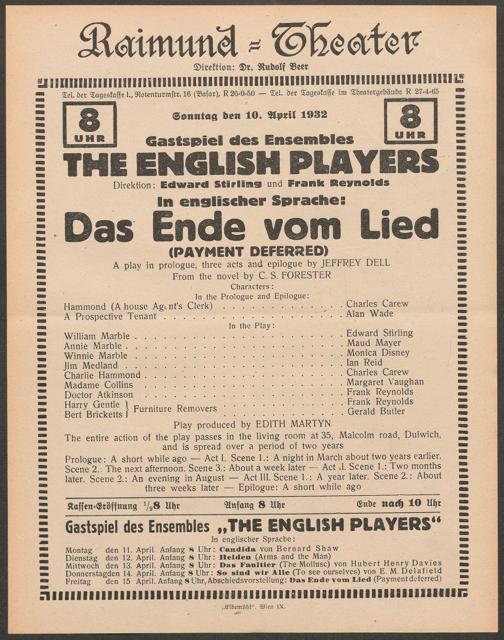 Raimund = Theater
Direktion: Dr. Rudolf Beer
Tel. der Tageskasse I., Rotenturmstr. 16 (Basar), R 26-0-50 — Tel. der Tageskasse im Theatergebäude R 27-4-65
8 UHR
Sonntag den 10. April 1932
8 UHR
Gastspiel des Ensembles
THE ENGLISH PLAYERS
Direktion: Edward Stirling und Frank Reynolds
In englischer Sprache:
Das Ende vom Lied
(PAYMENT DEFERRED)
A play in prologue, three acts and epilogue by JEFFREY DELL
From the novel by C. S. FORESTER
Characters:
In the Prologue and Epilogue:
Hammond (A house Agent's Clerk) . . . . . Charles Carew
A Prospective Tenant . . . . . Alan Wade
In the Play:
William Marble . . . . . Edward Stirling
Annie Marble . . . . . Maud Mayer
Winnie Marble . . . . . Monica Disney
Jim Medland . . . . . Ian Reid
Charlie Hammond . . . . . Charles Carew
Madame Collins . . . . . Margaret Vaughan
Doctor Atkinson . . . . . Frank Reynolds
Harry Gentle } Furniture Removers . . . . . Frank Reynolds
Bert Bricketts } Gerald Butler
Play produced by EDITH MARTYN
The entire action of the play passes in the living room at 35, Malcolm road, Dulwich,
and is spread over a period of two years
Prologue: A short while ago — Act I. Scene 1.: A night in March about two years earlier.
Scene 2.: The next afternoon. Scene 3.: About a week later — Act .I. Scene 1.: Two months
later. Scene 2.: An evening in August — Act III. Scene 1.: A year later. Scene 2.: About
three weeks later — Epilogue: A short while ago
Kassen-Eröffnung ½8 Uhr Anfang 8 Uhr Ende nach 10 Uhr
Gastspiel des Ensembles „THE ENGLISH PLAYERS“
In englischer Sprache:
Montag den 11. April. Anfang 8 Uhr: Candida von Bernard Shaw
Dienstag den 12. April. Anfang 8 Uhr: Helden (Arms and the Man)
Mittwoch den 13. April. Anfang 8 Uhr: Das Faultier (The Mollusc) von Hubert Henry Davies
Donnerstag den 14. April. Anfang 8 Uhr: So sind wir Alle (To see ourselves) von E. M. Delafield
Freitag den 15 April. Anfang 8 Uhr, Abschiedsvorstellung: Das Ende vom Lied (Payment deferred)
„Elbemühl“, Wien IX.